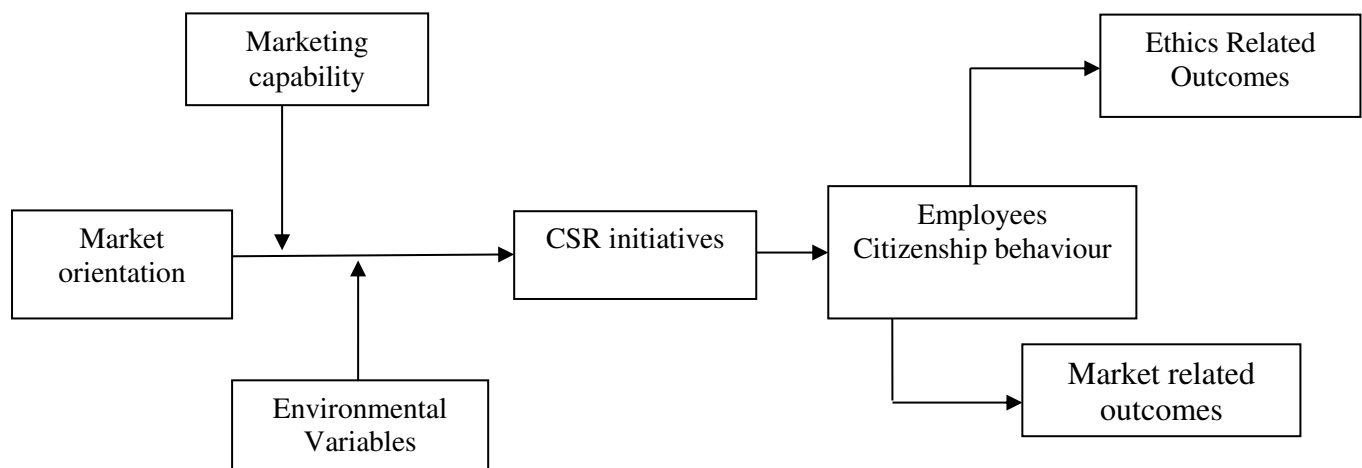 Marketing
capability
Ethics Related
Outcomes
Market
orientation
CSR initiatives
Employees
Citizenship behaviour
Environmental
Variables
Market related
outcomes